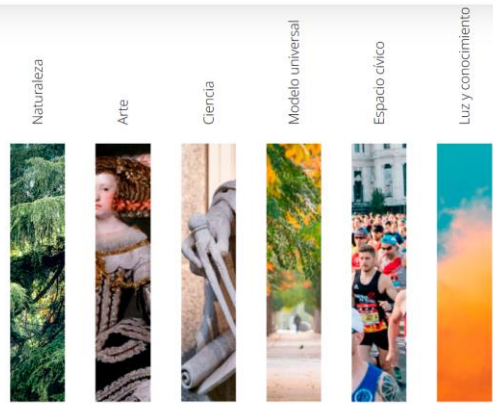 Naturaleza
Arte
Ciencia
Modelo universal
Espacio cívico
Luz y conocimiento